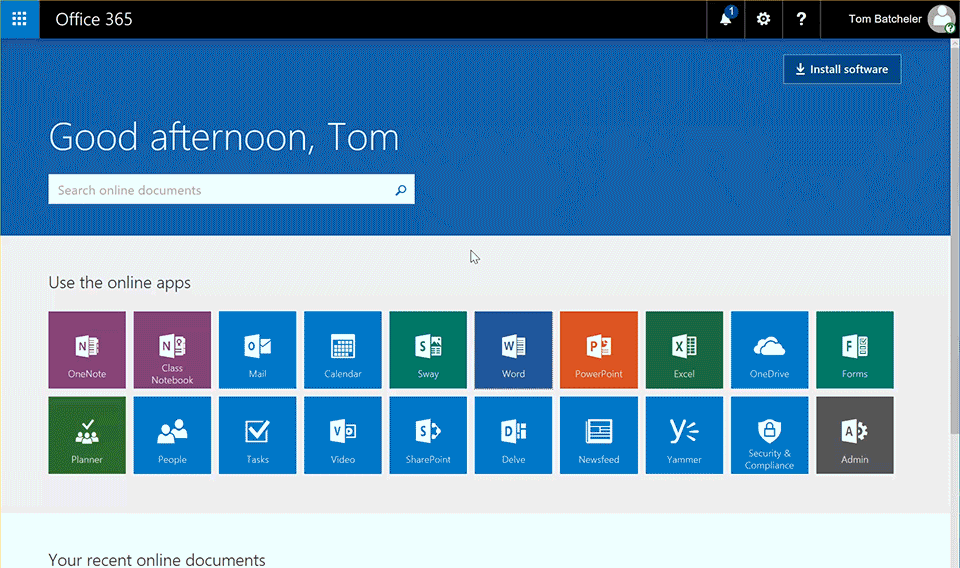 Office 365
1
?
Tom Batcheler
Install software
Good afternoon, Tom
Search online documents
Use the online apps
N
OneNote
N
Class
Notebook
O
Mail
Calendar
S
Sway
W
Word
P
PowerPoint
X
Excel
OneDrive
F
Forms
Planner
People
Tasks
V
Video
S
SharePoint
D
Delve
Newsfeed
Y
Yammer
Security &
Compliance
A
Admin
Your recent online documents